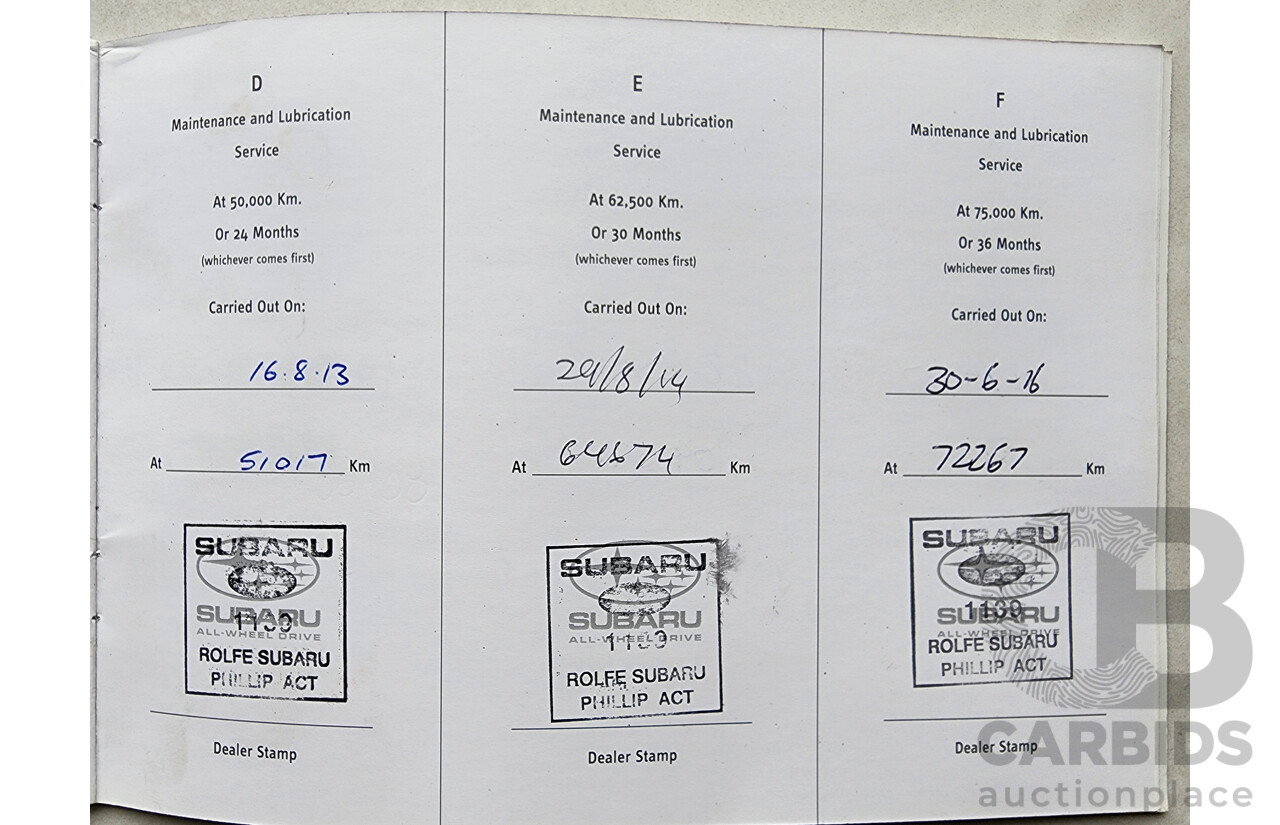 D
Maintenance and Lubrication
Service
At 50,000 Km.
Or 24 Months
(whichever comes first)
Carried Out On:
16.8.13
At 51017 Km
SUBARU
SUBARU
ALL-WHEEL DRIVE
ROLFE SUBARU
PHILLIP ACT
Dealer Stamp
E
Maintenance and Lubrication
Service
At 62,500 Km.
Or 30 Months
(whichever comes first)
Carried Out On:
29/8/14
At Km
SUBARU
SUBARU
ALL-WHEEL DRIVE
ROLFE SUBARU
PHILLIP ACT
Dealer Stamp
F
Maintenance and Lubrication
Service
At 75,000 Km.
Or 36 Months
(whichever comes first)
Carried Out On:
30-6-16
At 72267 Km
SUBARU
1139
SUBARU
ALL-WHEEL DRIVE
ROLFE SUBARU
PHILLIP ACT
Dealer Stamp
B
CARBIDS
auctionplace